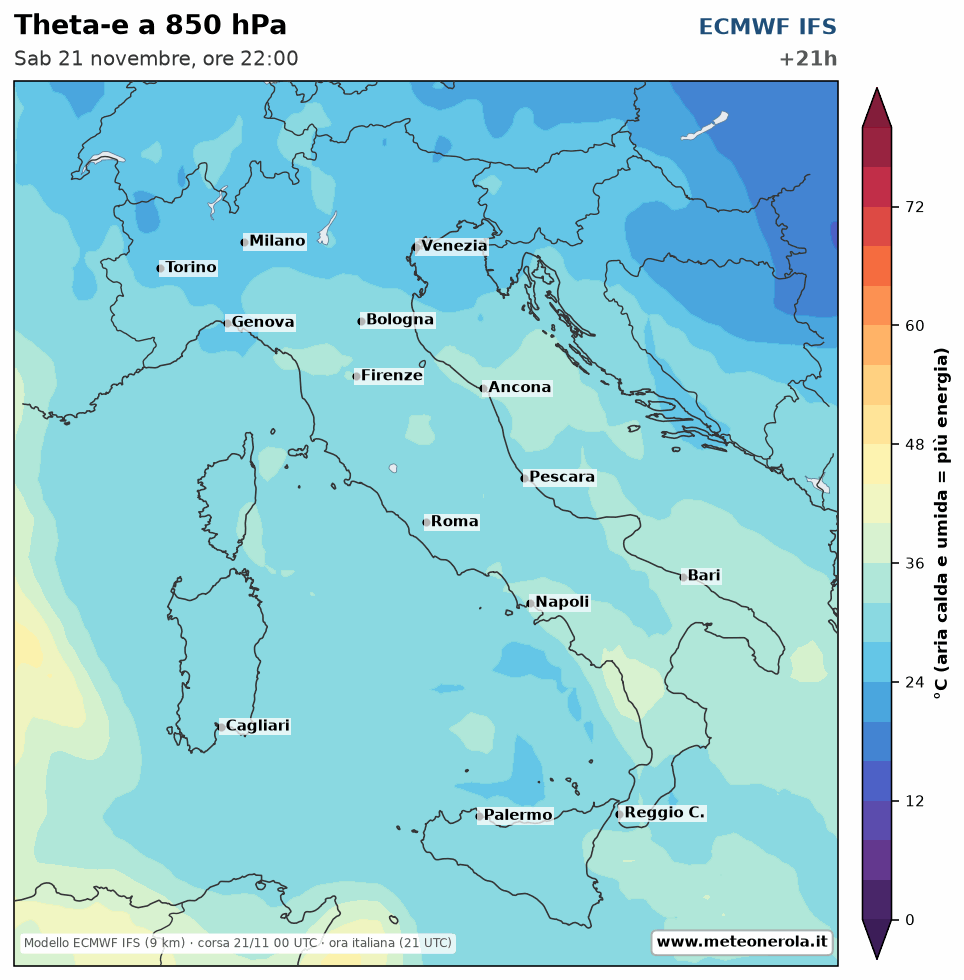 Theta-e a 850 hPa
ECMWF IFS
Sab 21 novembre, ore 22:00
+21h
Milano
Venezia
Torino
Genova
Bologna
Firenze
Ancona
Pescara
Roma
Bari
Napoli
Cagliari
Palermo
Reggio C.
72
60
48
36
24
12
0
°C (aria calda e umida = più energia)
Modello ECMWF IFS (9 km) · corsa 21/11 00 UTC · ora italiana (21 UTC)
www.meteonerola.it